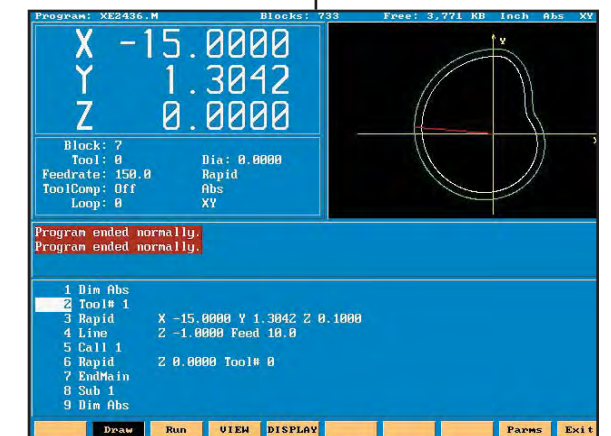 Program: XE2436.M Blocks: 733 Free: 3,771 KB Inch Abs XY
X -15.0000
Y 1.3042
Z 0.0000
Block: 7
Tool: 0 Dia: 0.0000
Feedrate: 150.0 Rapid
ToolComp: Off Abs
Loop: 0 XY
Y
Program ended normally.
Program ended normally.
1 Dim Abs
2 Tool# 1
3 Rapid X -15.0000 Y 1.3042 Z 0.1000
4 Line Z -1.0000 Feed 10.0
5 Call 1
6 Rapid Z 0.0000 Tool# 0
7 EndMain
8 Sub 1
9 Dim Abs
Draw Run VIEW DISPLAY Parms Exit